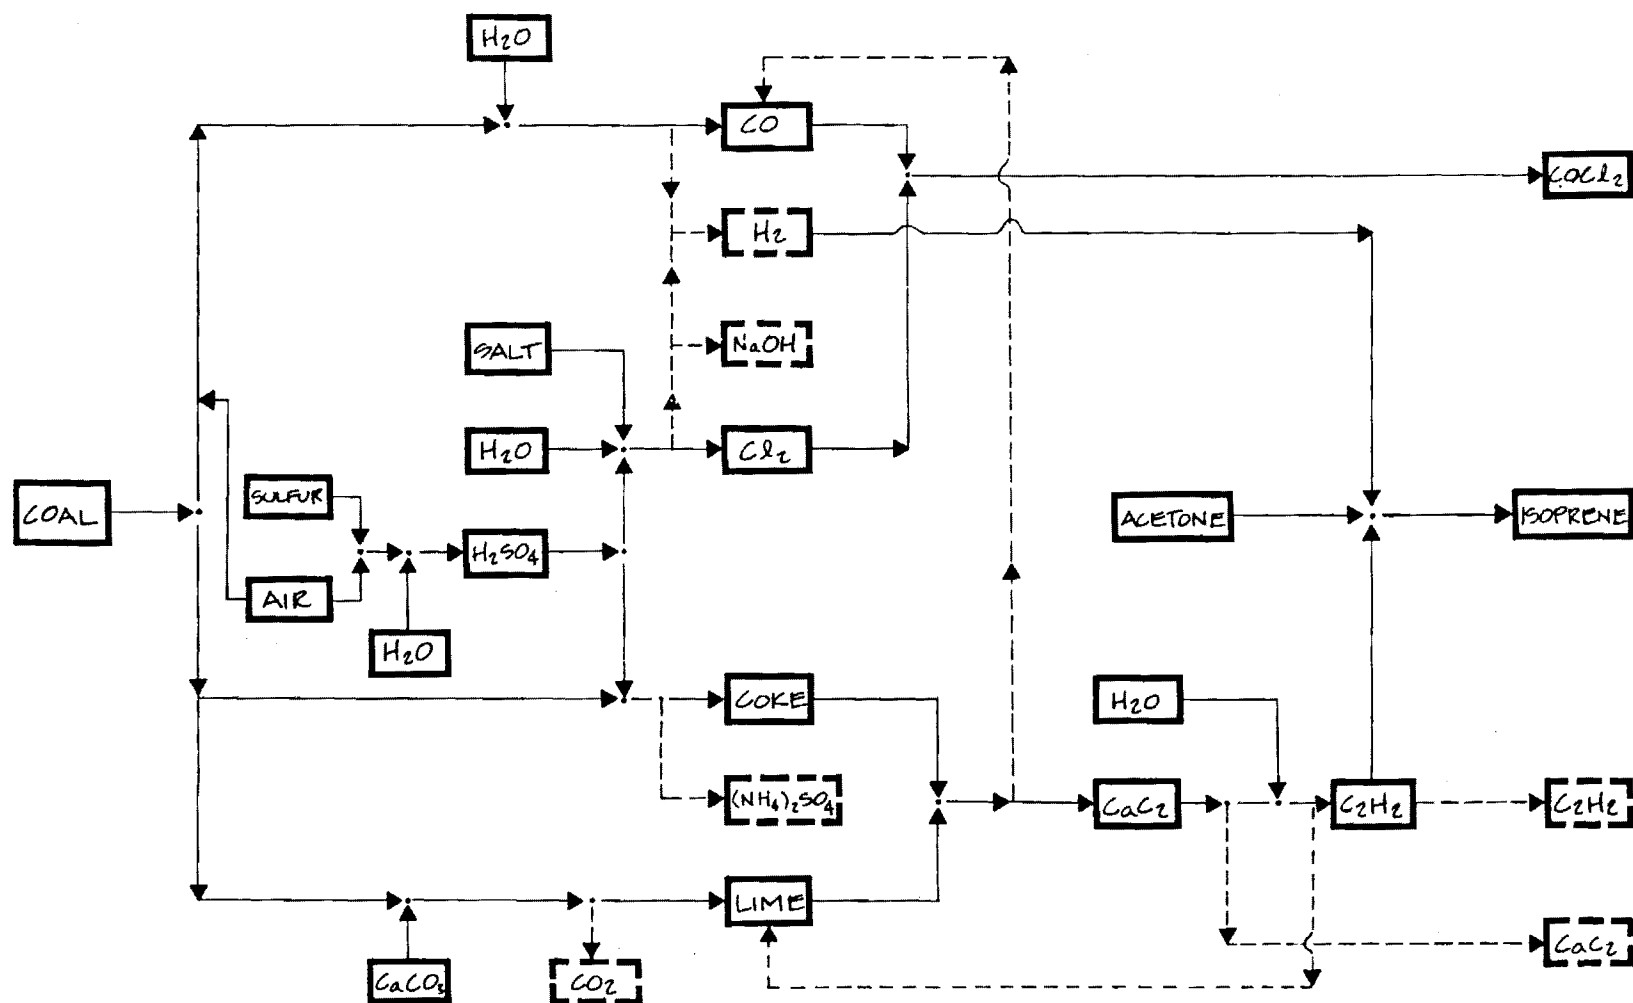 H2O
CO
COCl2
H2
SALT
NaOH
H2O
Cl2
COAL
SULFUR
ACETONE
ISOPRENE
H2SO4
AIR
H2O
COKE
H2O
(NH4)2SO4
CaC2
C2H2
C2H2
LIME
CaC2
CaCO3
CO2